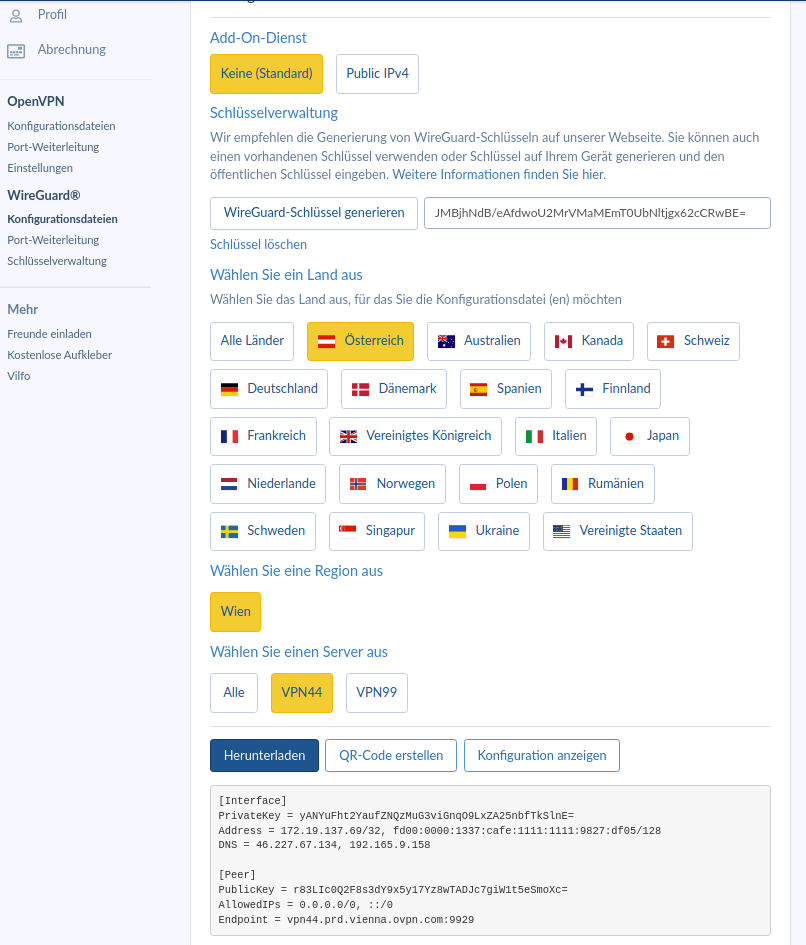 Profil
Abrechnung
OpenVPN
Konfigurationsdateien
Port-Weiterleitung
Einstellungen
WireGuard®
Konfigurationsdateien
Port-Weiterleitung
Schlüsselverwaltung
Mehr
Freunde einladen
Kostenlose Aufkleber
Vilfo
Add-On-Dienst
Keine (Standard) Public IPv4
Schlüsselverwaltung
Wir empfehlen die Generierung von WireGuard-Schlüsseln auf unserer Webseite. Sie können auch
einen vorhandenen Schlüssel verwenden oder Schlüssel auf Ihrem Gerät generieren und den
öffentlichen Schlüssel eingeben. Weitere Informationen finden Sie hier.
WireGuard-Schlüssel generieren JMBjhNdB/eAfdwoU2MrVMaMEmT0UbNltjgx62cCRwBE=
Schlüssel löschen
Wählen Sie ein Land aus
Wählen Sie das Land aus, für das Sie die Konfigurationsdatei (en) möchten
Alle Länder Österreich Australien Kanada Schweiz
Deutschland Dänemark Spanien Finnland
Frankreich Vereinigtes Königreich Italien Japan
Niederlande Norwegen Polen Rumänien
Schweden Singapur Ukraine Vereinigte Staaten
Wählen Sie eine Region aus
Wien
Wählen Sie einen Server aus
Alle VPN44 VPN99
Herunterladen QR-Code erstellen Konfiguration anzeigen
[Interface]
PrivateKey = yANYuFht2YaufZNQzMuG3viGnqO9LxZA25nbfTkSlnE=
Address = 172.19.137.69/32, fd00:0000:1337:cafe:1111:1111:9827:df05/128
DNS = 46.227.67.134, 192.165.9.158
[Peer]
PublicKey = r83LIc0Q2F8s3dY9x5y17Yz8wTADJc7giW1t5eSmoXc=
AllowedIPs = 0.0.0.0/0, ::/0
Endpoint = vpn44.prd.vienna.ovpn.com:9929